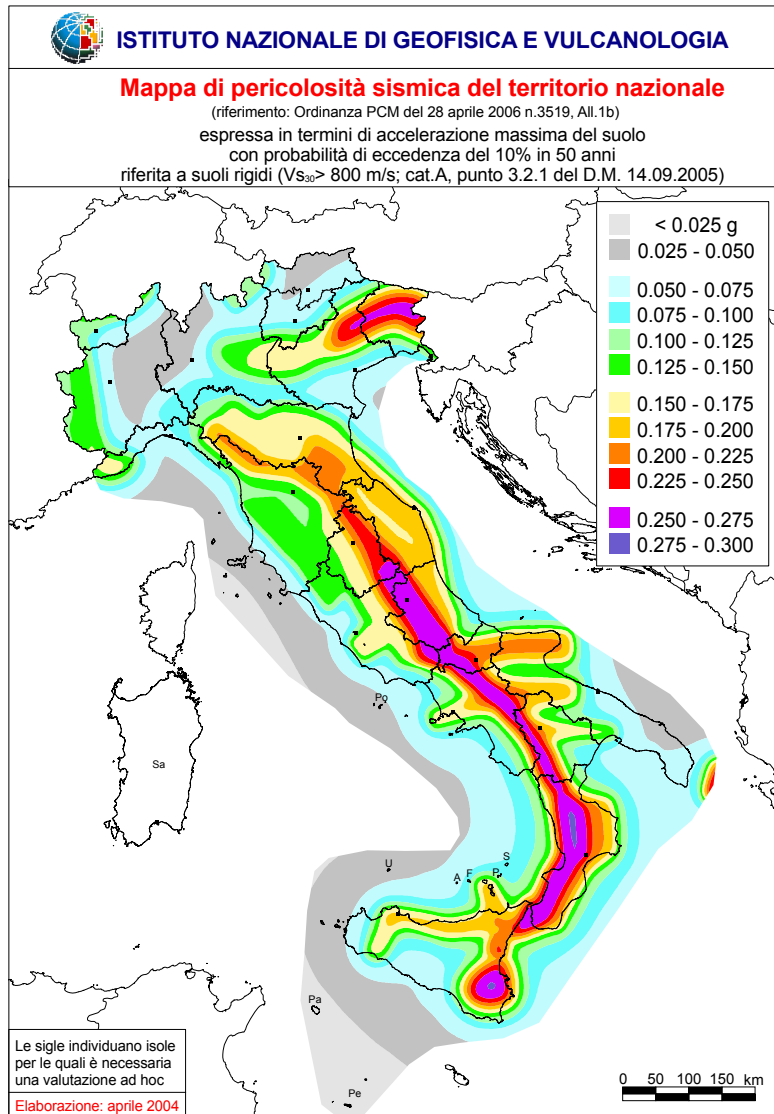 ISTITUTO NAZIONALE DI GEOFISICA E VULCANOLOGIA
Mappa di pericolosità sismica del territorio nazionale
(riferimento: Ordinanza PCM del 28 aprile 2006 n.3519, All.1b)
espressa in termini di accelerazione massima del suolo
con probabilità di eccedenza del 10% in 50 anni
riferita a suoli rigidi (Vs30> 800 m/s; cat.A, punto 3.2.1 del D.M. 14.09.2005)
< 0.025 g
0.025 - 0.050
0.050 - 0.075
0.075 - 0.100
0.100 - 0.125
0.125 - 0.150
0.150 - 0.175
0.175 - 0.200
0.200 - 0.225
0.225 - 0.250
0.250 - 0.275
0.275 - 0.300
Po
Sa
U
A
F
P
S
Pa
Pe
Le sigle individuano isole
per le quali è necessaria
una valutazione ad hoc
Elaborazione: aprile 2004
0 50 100 150 km